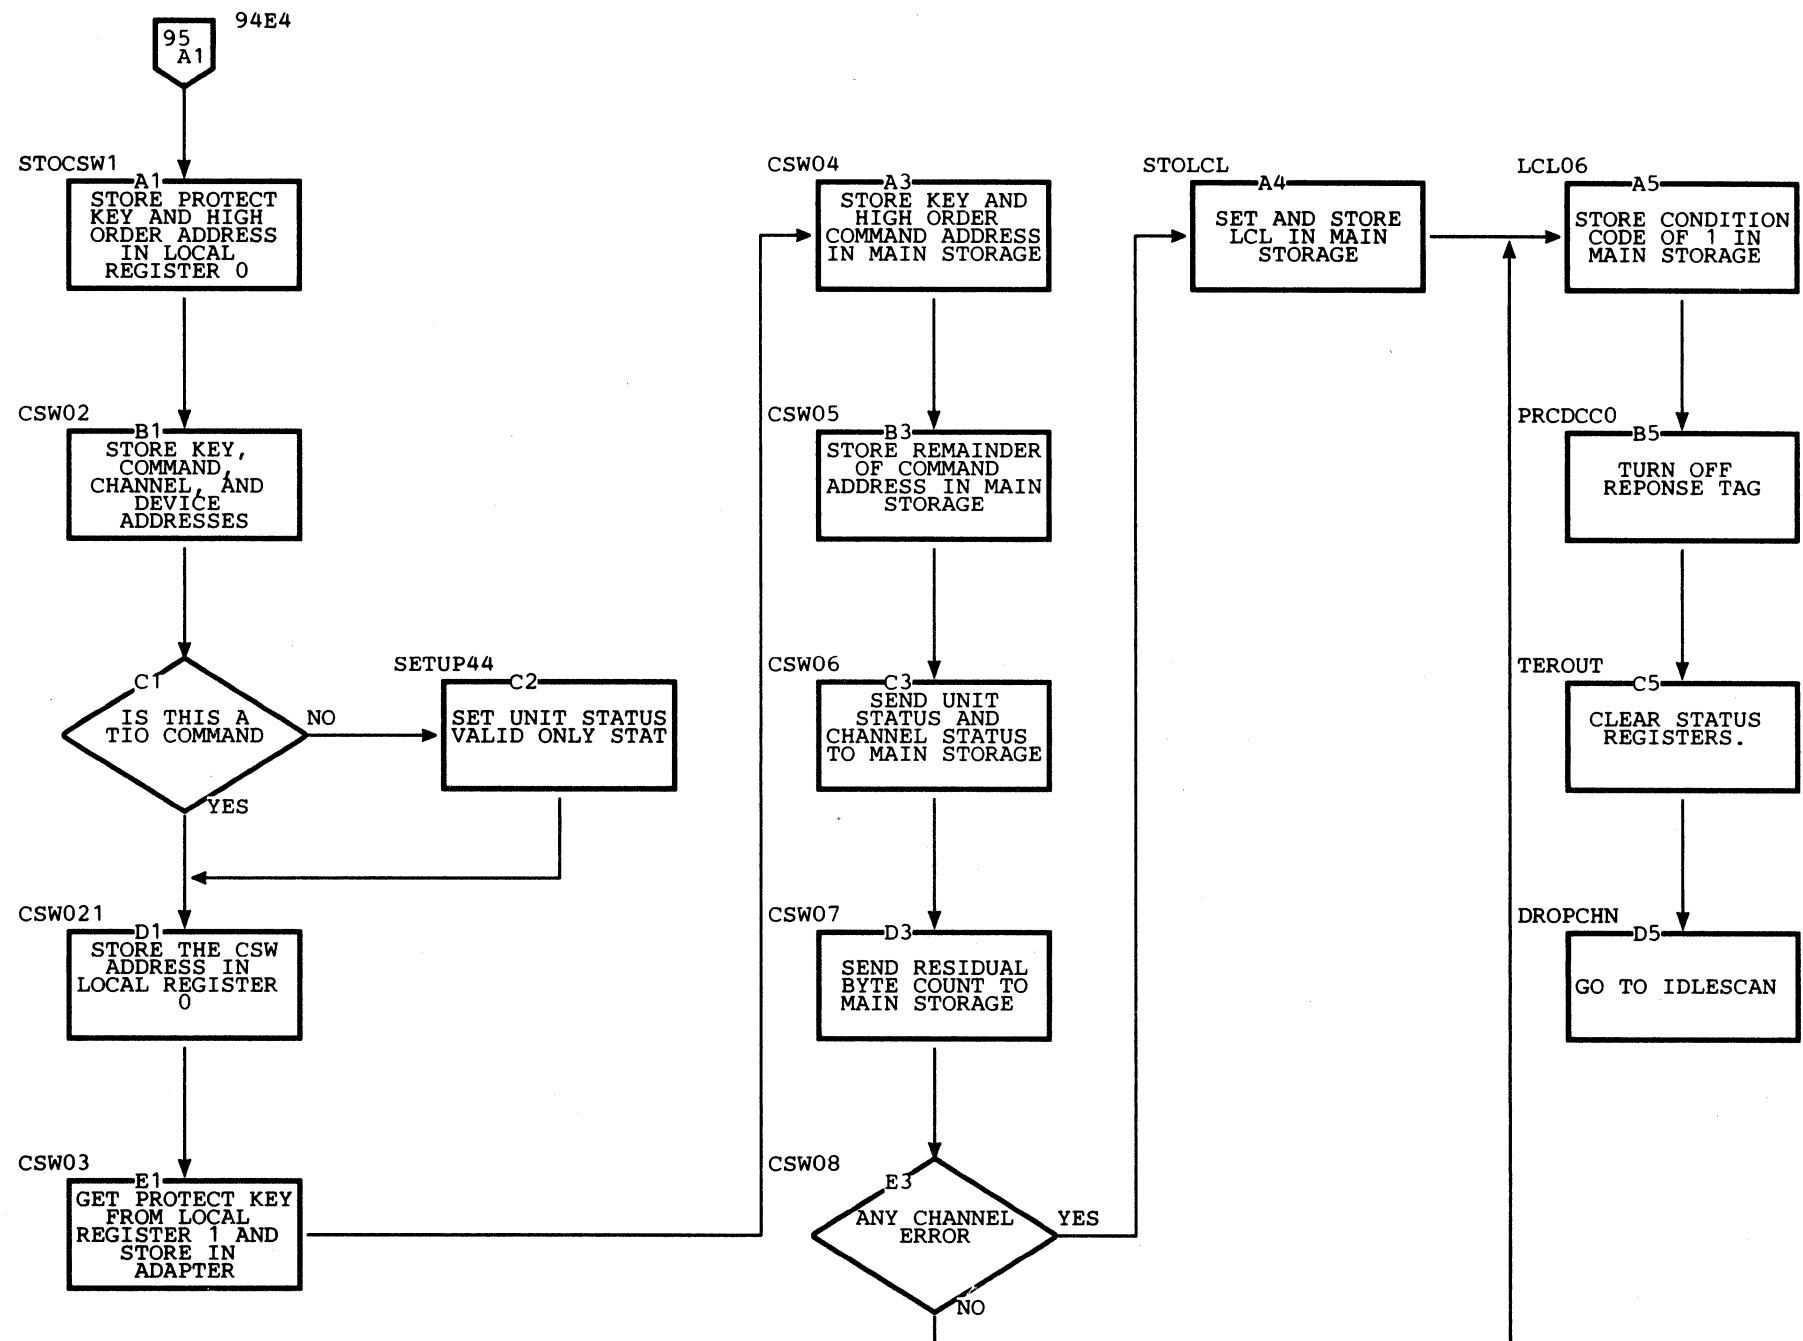 94E4
95
A1
STOCSW1
A1
STORE PROTECT
KEY AND HIGH
ORDER ADDRESS
IN LOCAL
REGISTER 0
CSW02
B1
STORE KEY,
COMMAND,
CHANNEL, AND
DEVICE
ADDRESSES
C1
IS THIS A
TIO COMMAND
NO
YES
SETUP44
C2
SET UNIT STATUS
VALID ONLY STAT
CSW021
D1
STORE THE CSW
ADDRESS IN
LOCAL REGISTER
0
CSW03
E1
GET PROTECT KEY
FROM LOCAL
REGISTER 1 AND
STORE IN
ADAPTER
CSW04
A3
STORE KEY AND
HIGH ORDER
COMMAND ADDRESS
IN MAIN STORAGE
CSW05
B3
STORE REMAINDER
OF COMMAND
ADDRESS IN MAIN
STORAGE
CSW06
C3
SEND UNIT
STATUS AND
CHANNEL STATUS
TO MAIN STORAGE
CSW07
D3
SEND RESIDUAL
BYTE COUNT TO
MAIN STORAGE
CSW08
E3
ANY CHANNEL
ERROR
YES
NO
STOLCL
A4
SET AND STORE
LCL IN MAIN
STORAGE
LCL06
A5
STORE CONDITION
CODE OF 1 IN
MAIN STORAGE
PRCDCC0
B5
TURN OFF
REPONSE TAG
TEROUT
C5
CLEAR STATUS
REGISTERS.
DROPCHN
D5
GO TO IDLESCAN